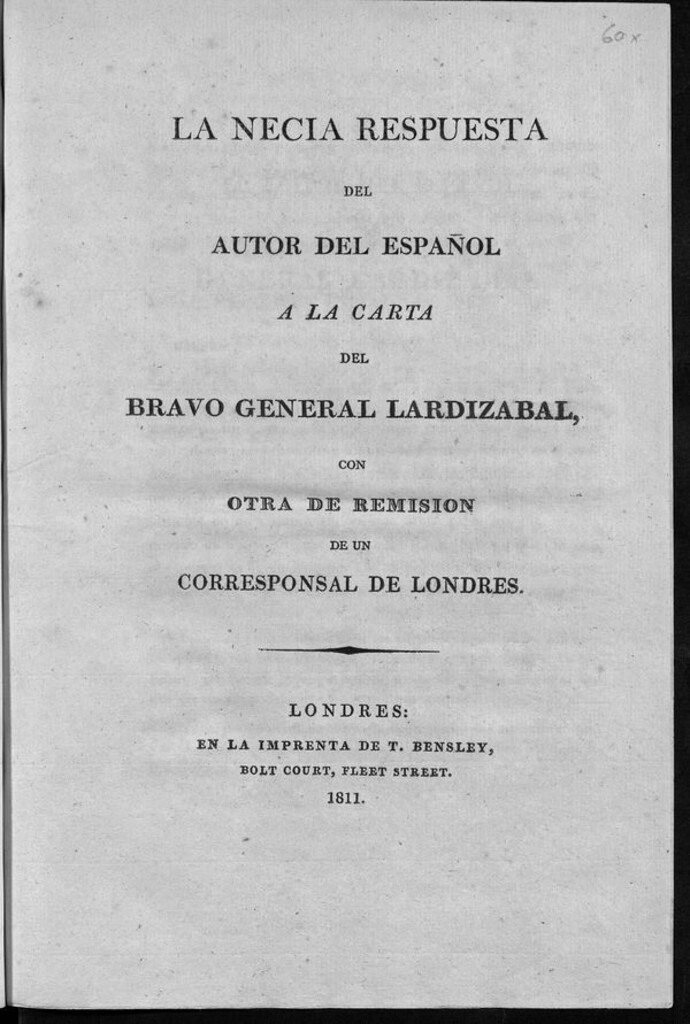 60x
LA NECIA RESPUESTA
DEL
AUTOR DEL ESPAÑOL
A LA CARTA
DEL
BRAVO GENERAL LARDIZABAL,
CON
OTRA DE REMISION
DE UN
CORRESPONSAL DE LONDRES.
LONDRES:
EN LA IMPRENTA DE T. BENSLEY,
BOLT COURT, FLEET STREET.
1811.